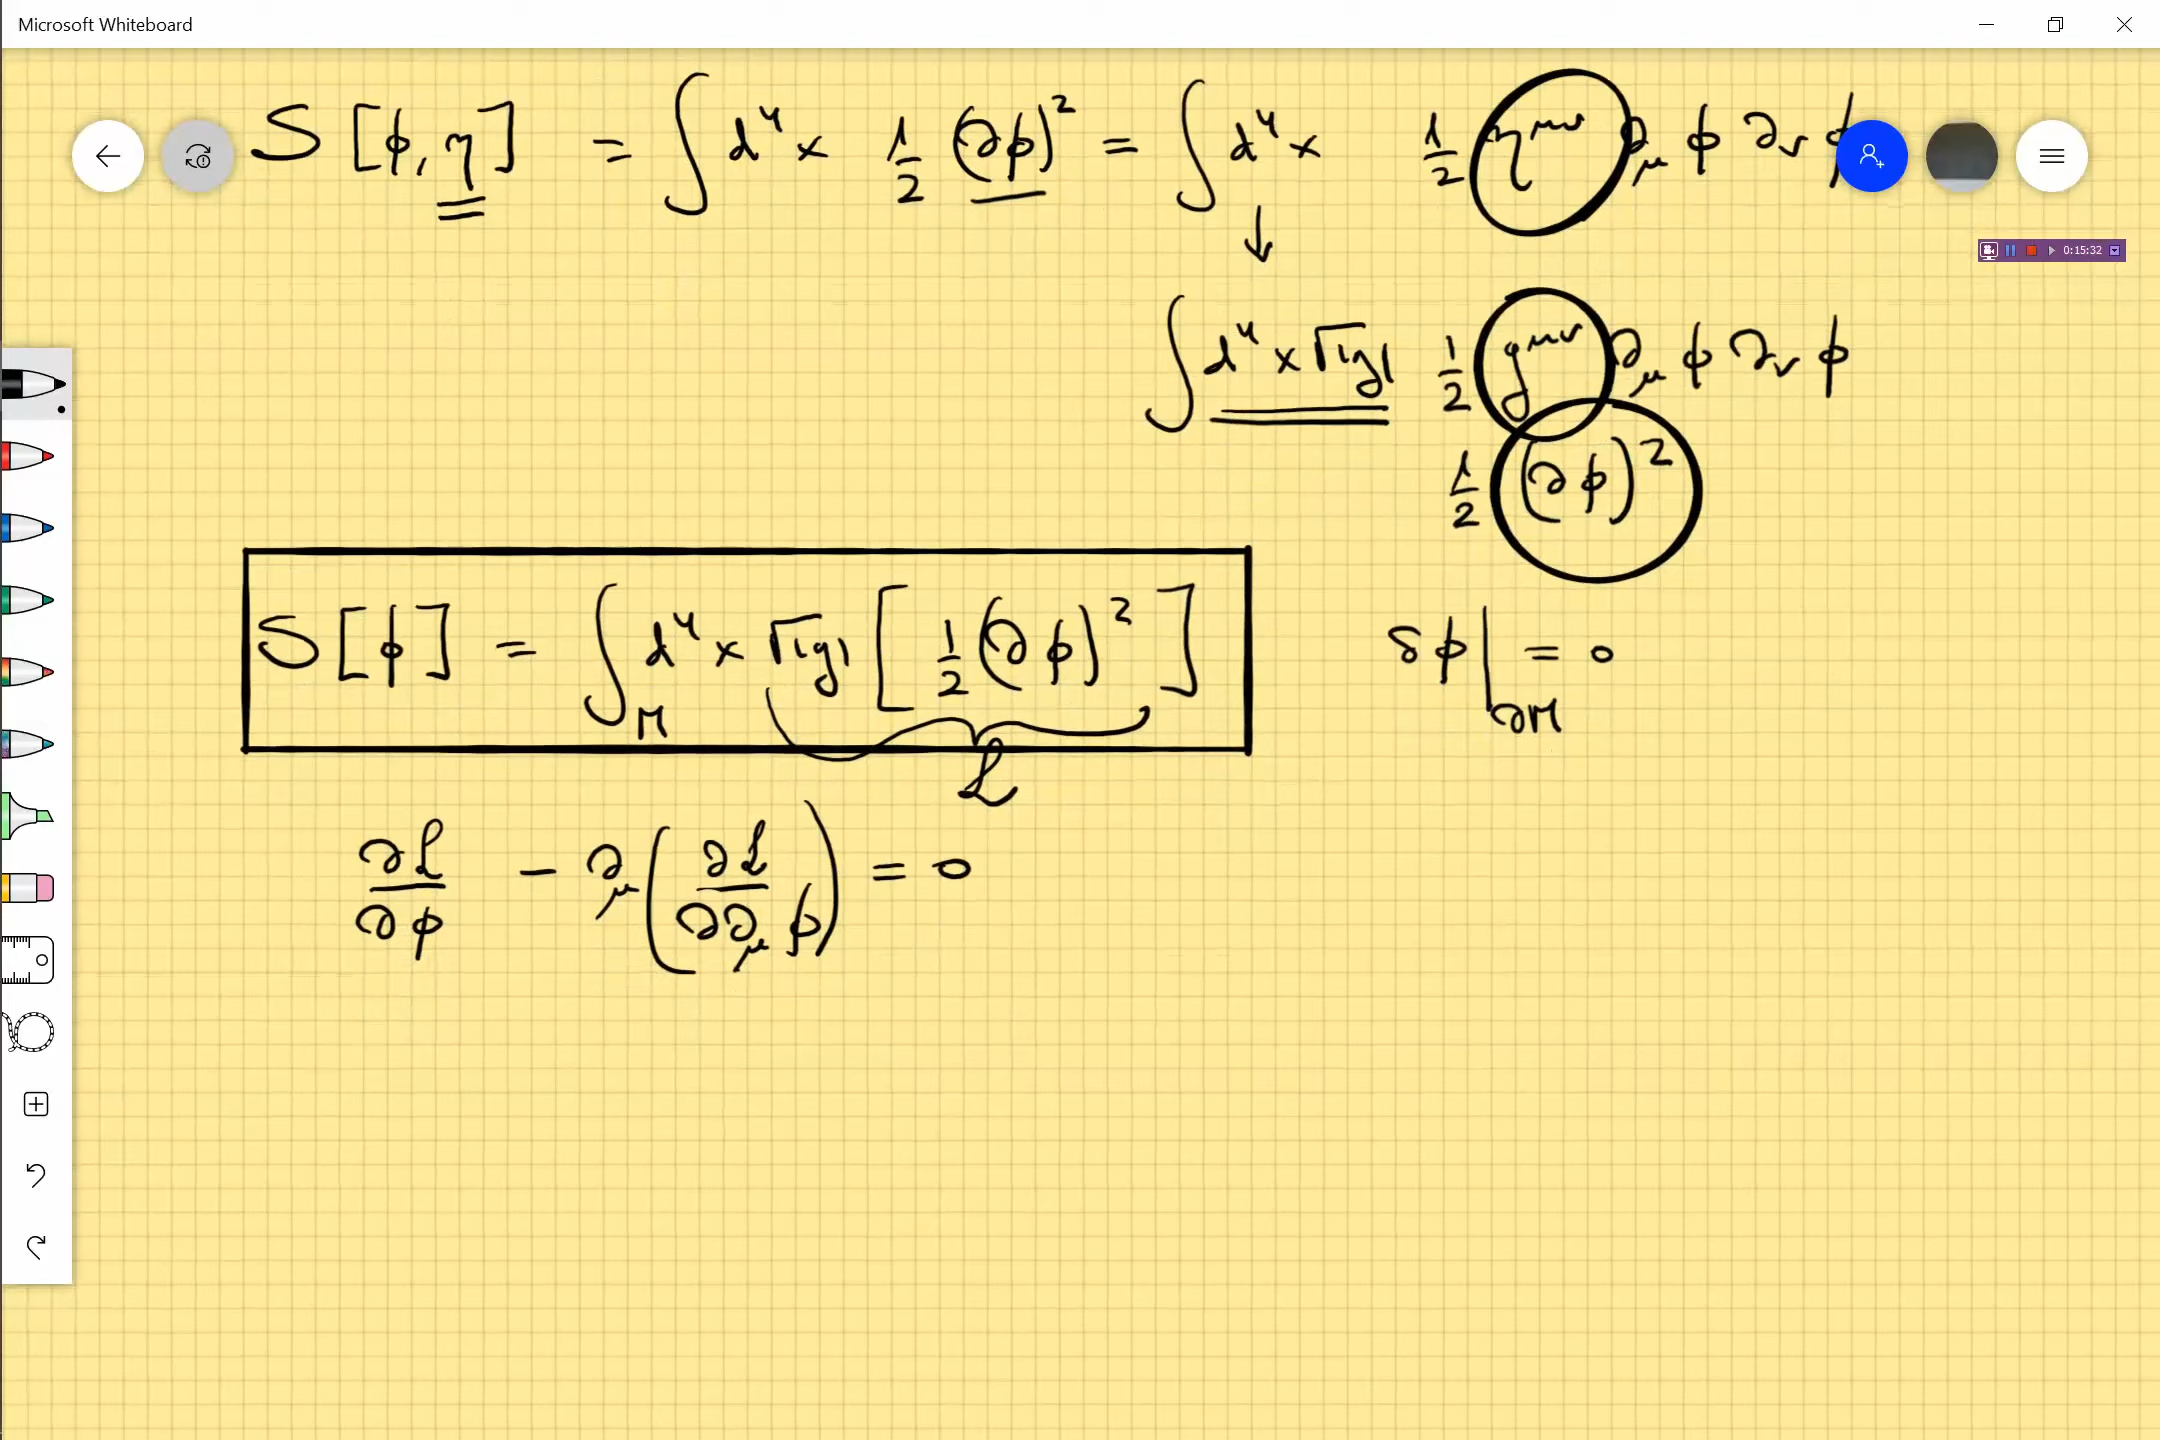 Microsoft Whiteboard
S [ϕ, η] = ∫ d⁴x 1/2 (∂ϕ)² = ∫ d⁴x 1/2 η^{μν} ∂_μ ϕ ∂_ν ϕ
↓
0:15:32
∫ d⁴x √|g| 1/2 g^{μν} ∂_μ ϕ ∂_ν ϕ
1/2 (∂ϕ)²
S [ϕ] = ∫_M d⁴x √|g| [ 1/2 (∂ϕ)² ]
δϕ|_{∂M} = 0
ℒ
∂ℒ/∂ϕ - ∂_μ ( ∂ℒ/∂∂_μ ϕ ) = 0